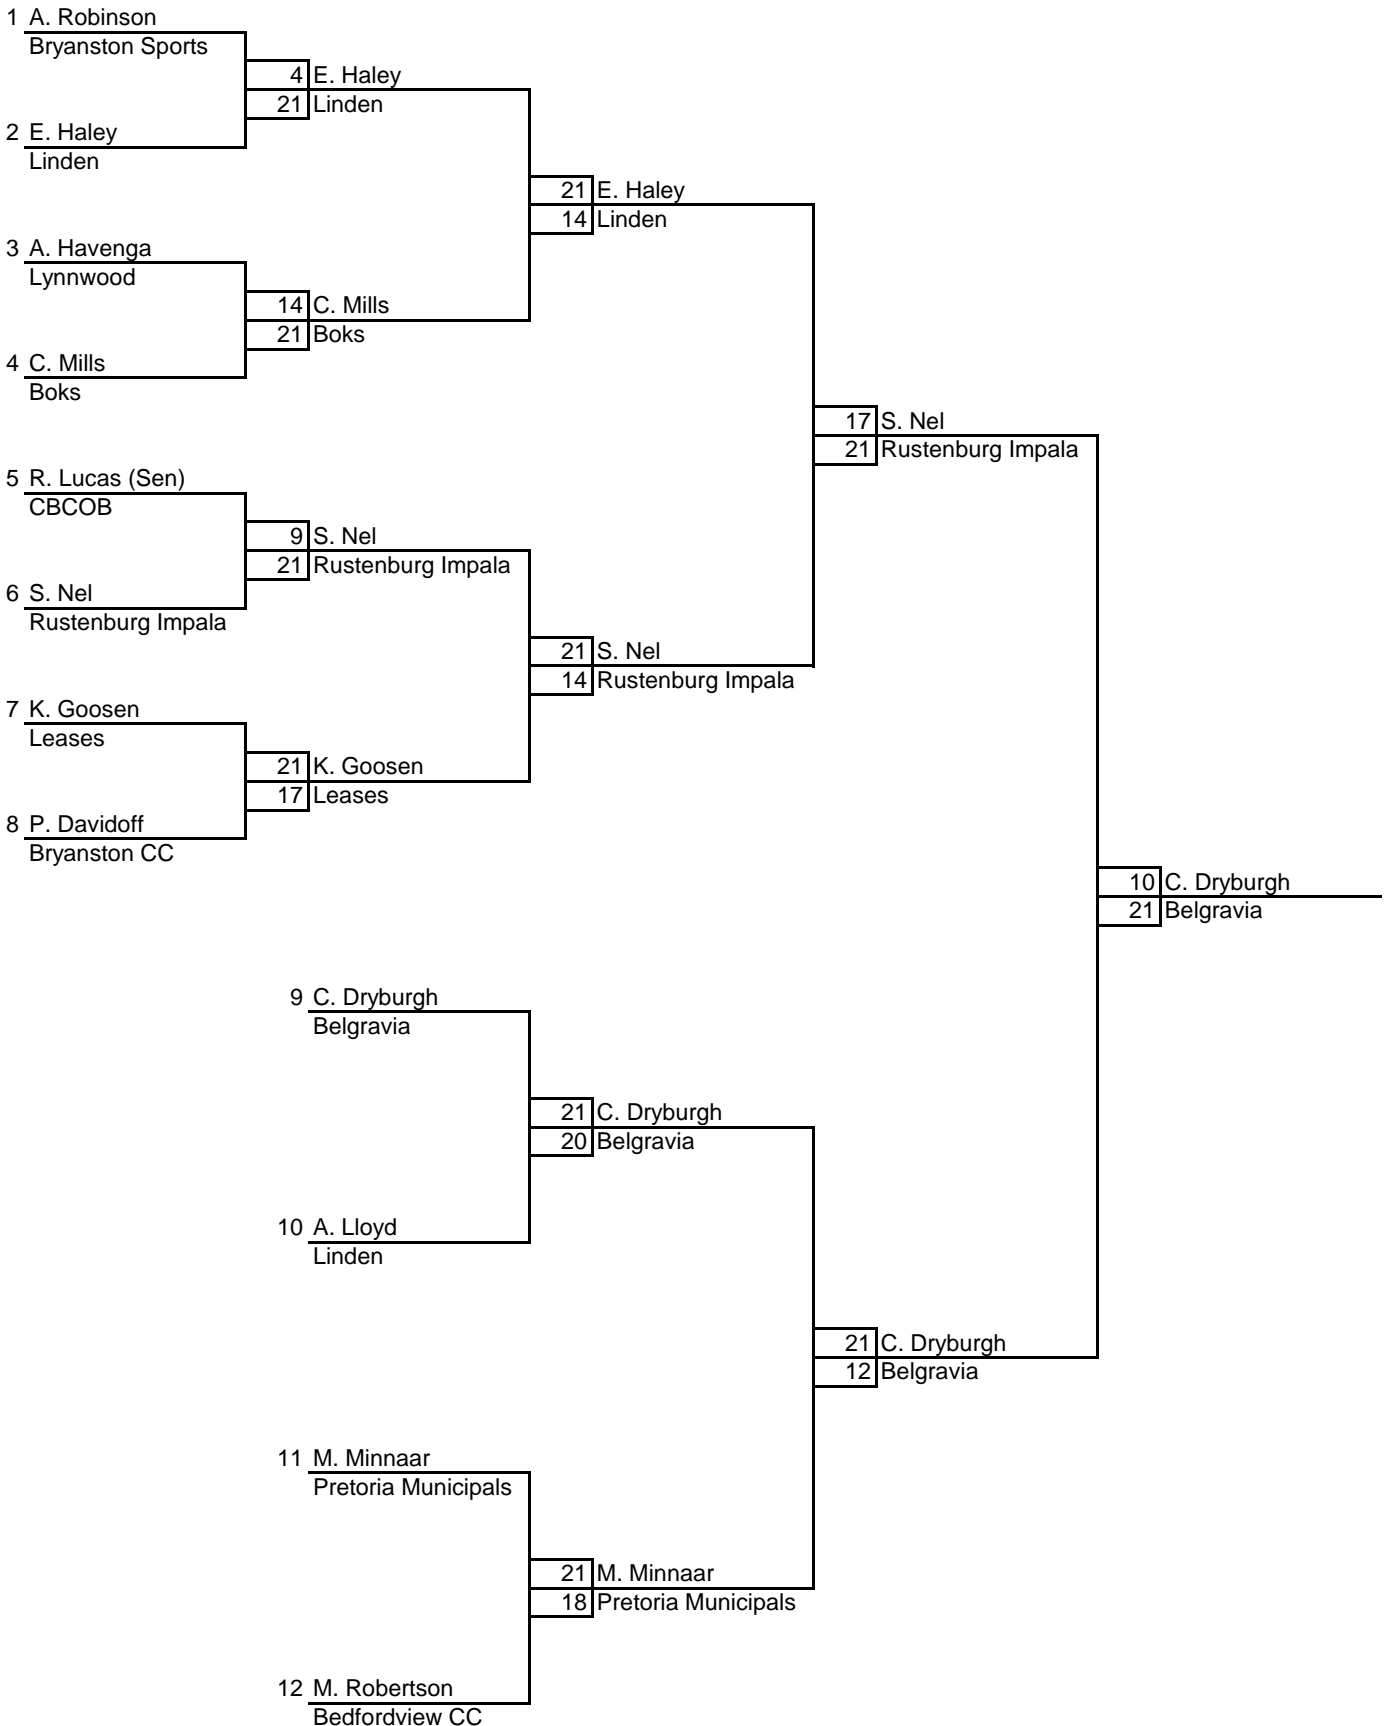 1 A. Robinson
Bryanston Sports
4 E. Haley
21 Linden
2 E. Haley
Linden
21 E. Haley
14 Linden
3 A. Havenga
Lynnwood
14 C. Mills
21 Boks
4 C. Mills
Boks
17 S. Nel
21 Rustenburg Impala
5 R. Lucas (Sen)
CBCOB
9 S. Nel
21 Rustenburg Impala
6 S. Nel
Rustenburg Impala
21 S. Nel
14 Rustenburg Impala
7 K. Goosen
Leases
21 K. Goosen
17 Leases
8 P. Davidoff
Bryanston CC
10 C. Dryburgh
21 Belgravia
9 C. Dryburgh
Belgravia
21 C. Dryburgh
20 Belgravia
10 A. Lloyd
Linden
21 C. Dryburgh
12 Belgravia
11 M. Minnaar
Pretoria Municipals
21 M. Minnaar
18 Pretoria Municipals
12 M. Robertson
Bedfordview CC